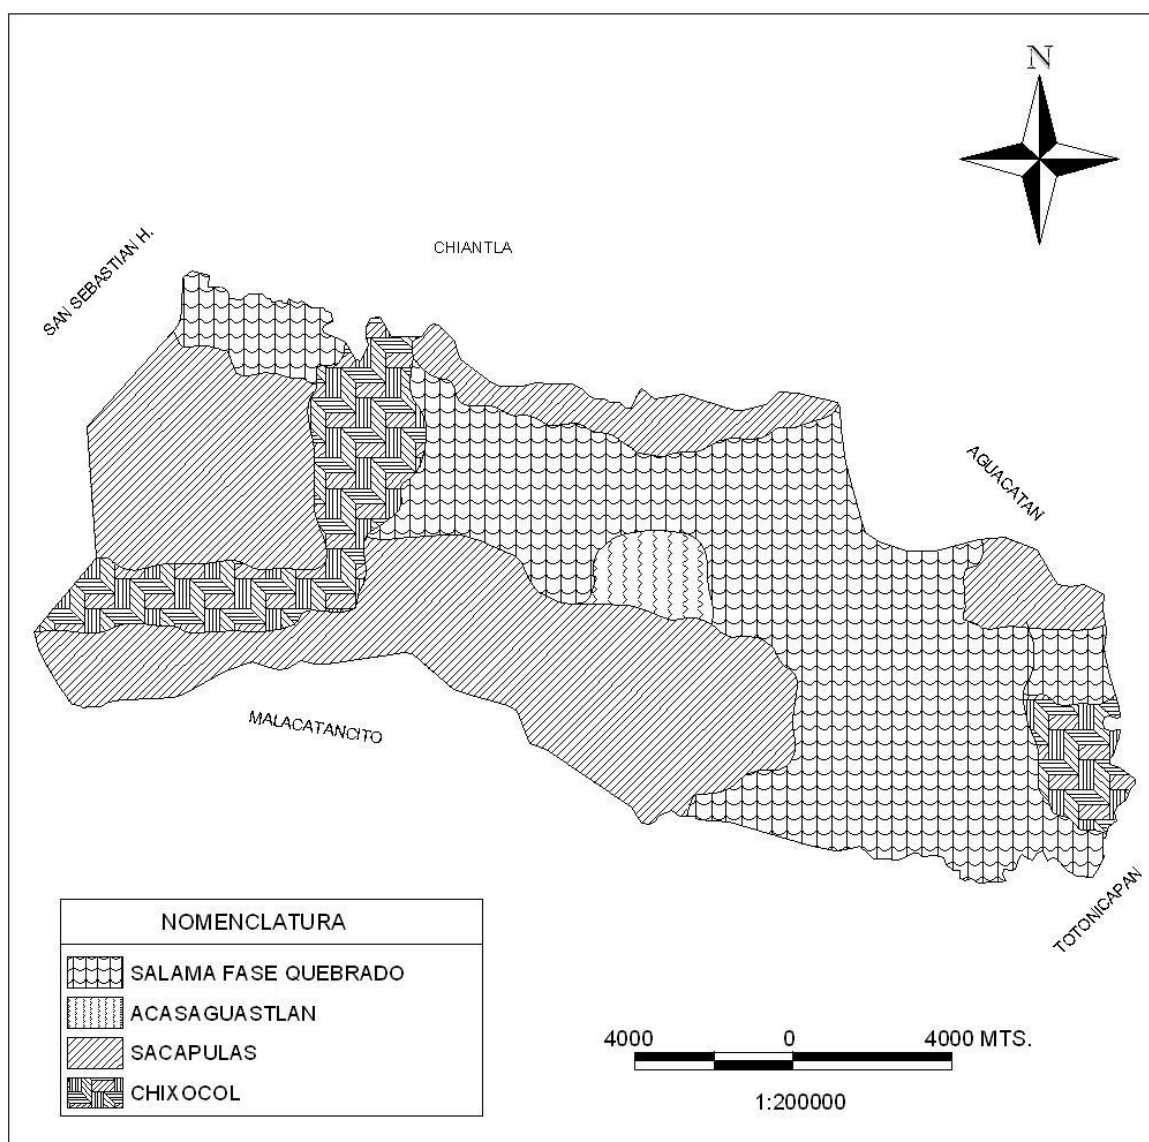 N
SAN SEBASTIAN H.
CHIANTLA
AGUACATAN
MALACATANCITO
TOTONICAPAN
NOMENCLATURA
SALAMA FASE QUEBRADO
ACASAGUASTLAN
SACAPULAS
CHIXOCOL
4000 0 4000 MTS.
1:200000